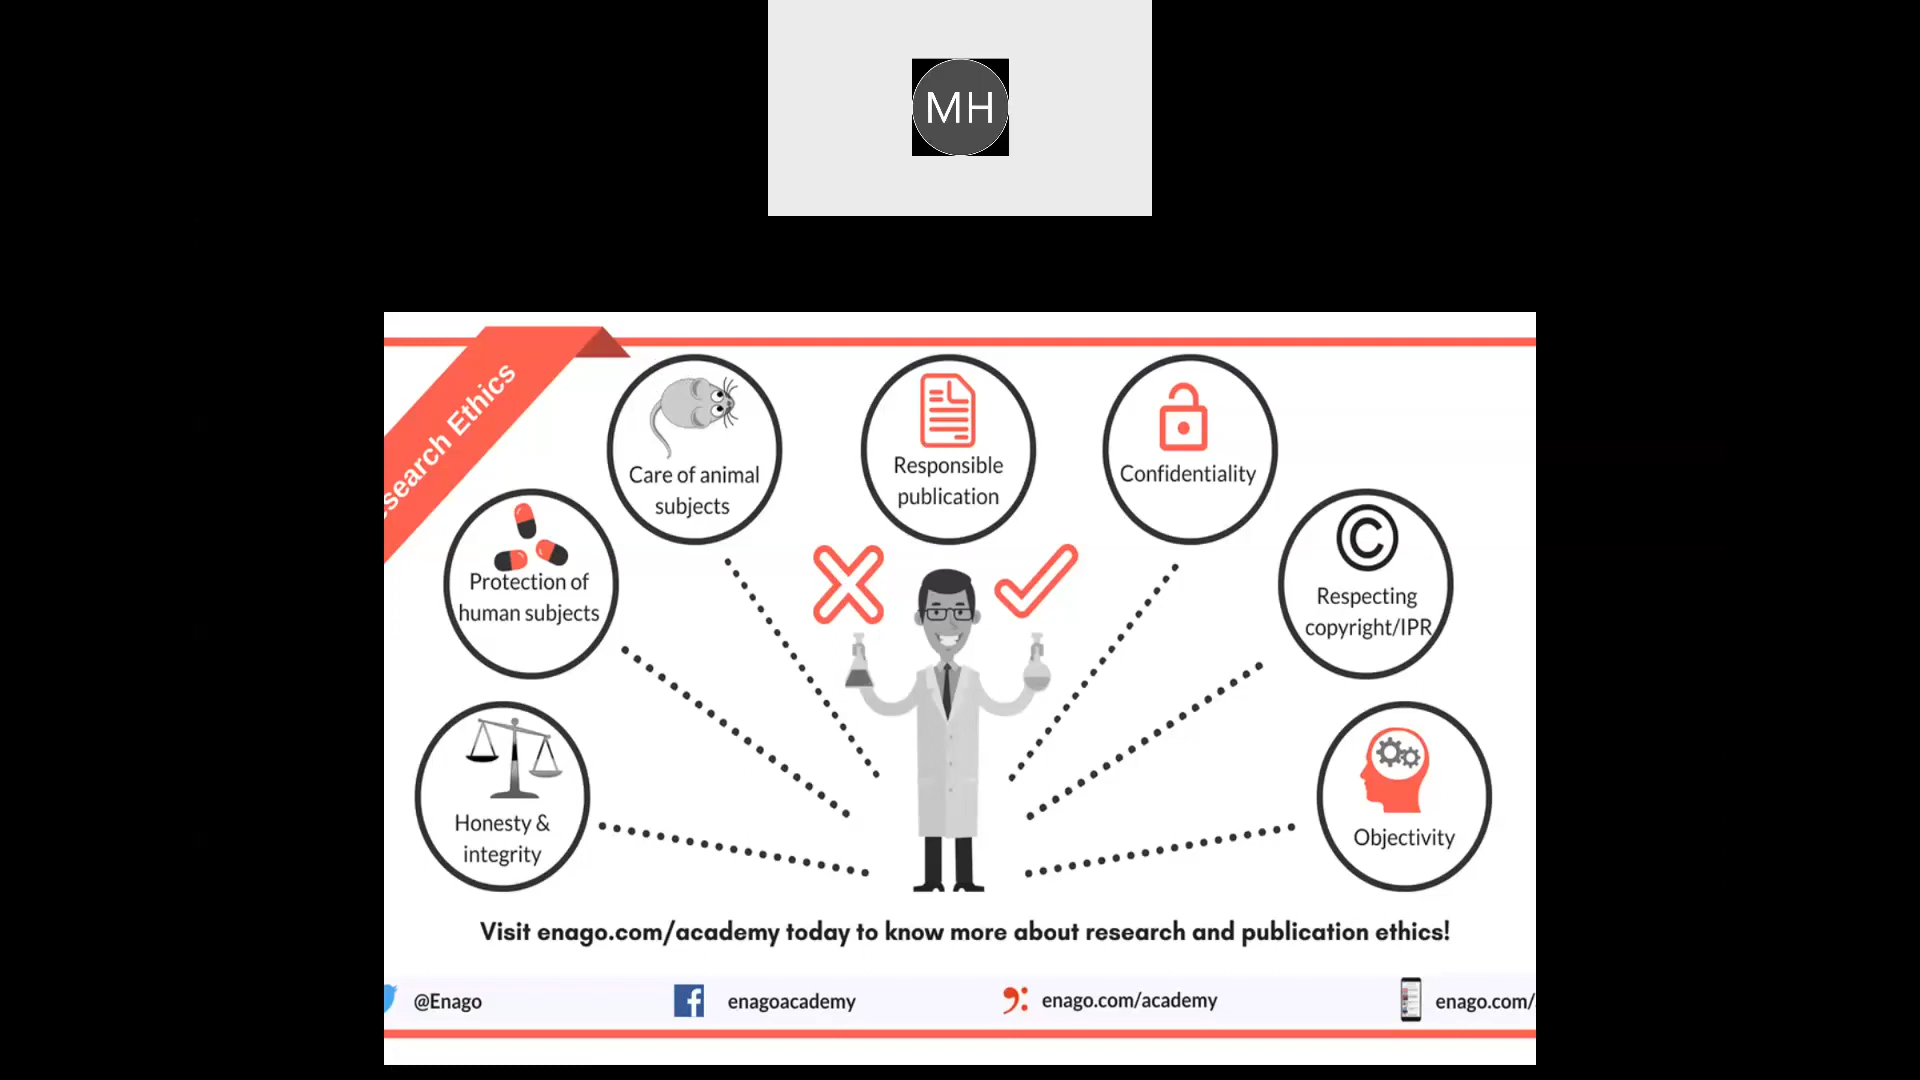 MH
search Ethics
Care of animal
subjects
Responsible
publication
Confidentiality
Protection of
human subjects
©
Respecting
copyright/IPR
Honesty &
integrity
Objectivity
Visit enago.com/academy today to know more about research and publication ethics!
@Enago
f
enagoacademy
enago.com/academy
enago.com/